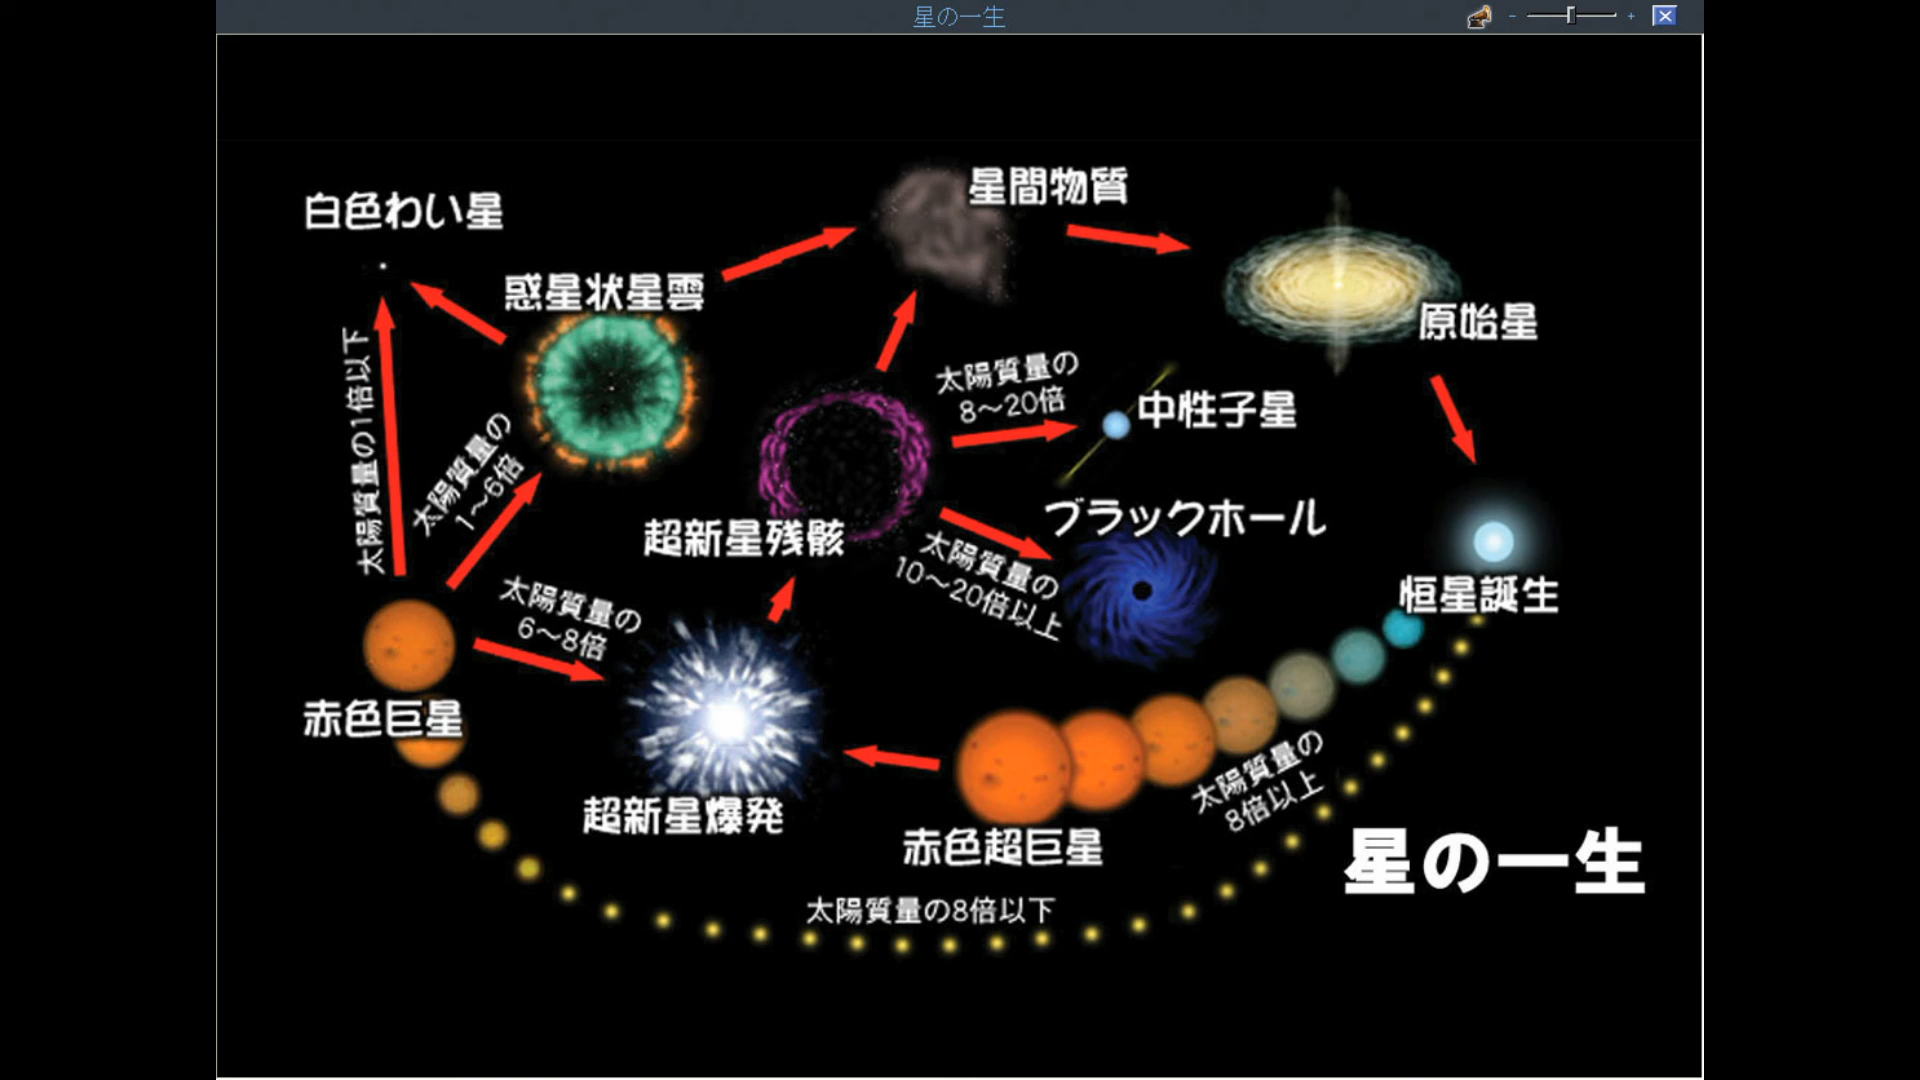 星の一生
星間物質
白色わい星
惑星状星雲
原始星
太陽質量の1倍以下
太陽質量の
1～6倍
太陽質量の
8～20倍
中性子星
ブラックホール
超新星残骸
太陽質量の
10～20倍以上
恒星誕生
太陽質量の
6～8倍
赤色巨星
太陽質量の
8倍以上
超新星爆発
赤色超巨星
星の一生
太陽質量の8倍以下